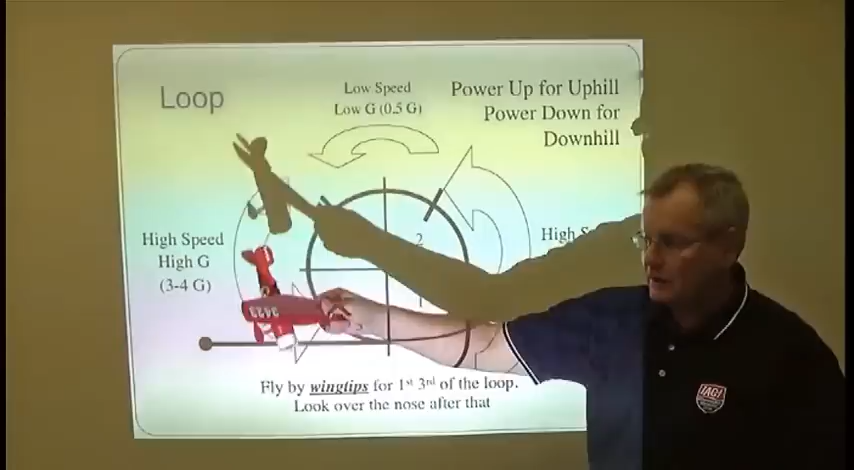 Loop
Low Speed
Low G (0.5 G)
Power Up for Uphill
Power Down for
Downhill
High Speed
High G
(3-4 G)
High
2
Fly by wingtips for 1st 3rd of the loop.
Look over the nose after that
IAC